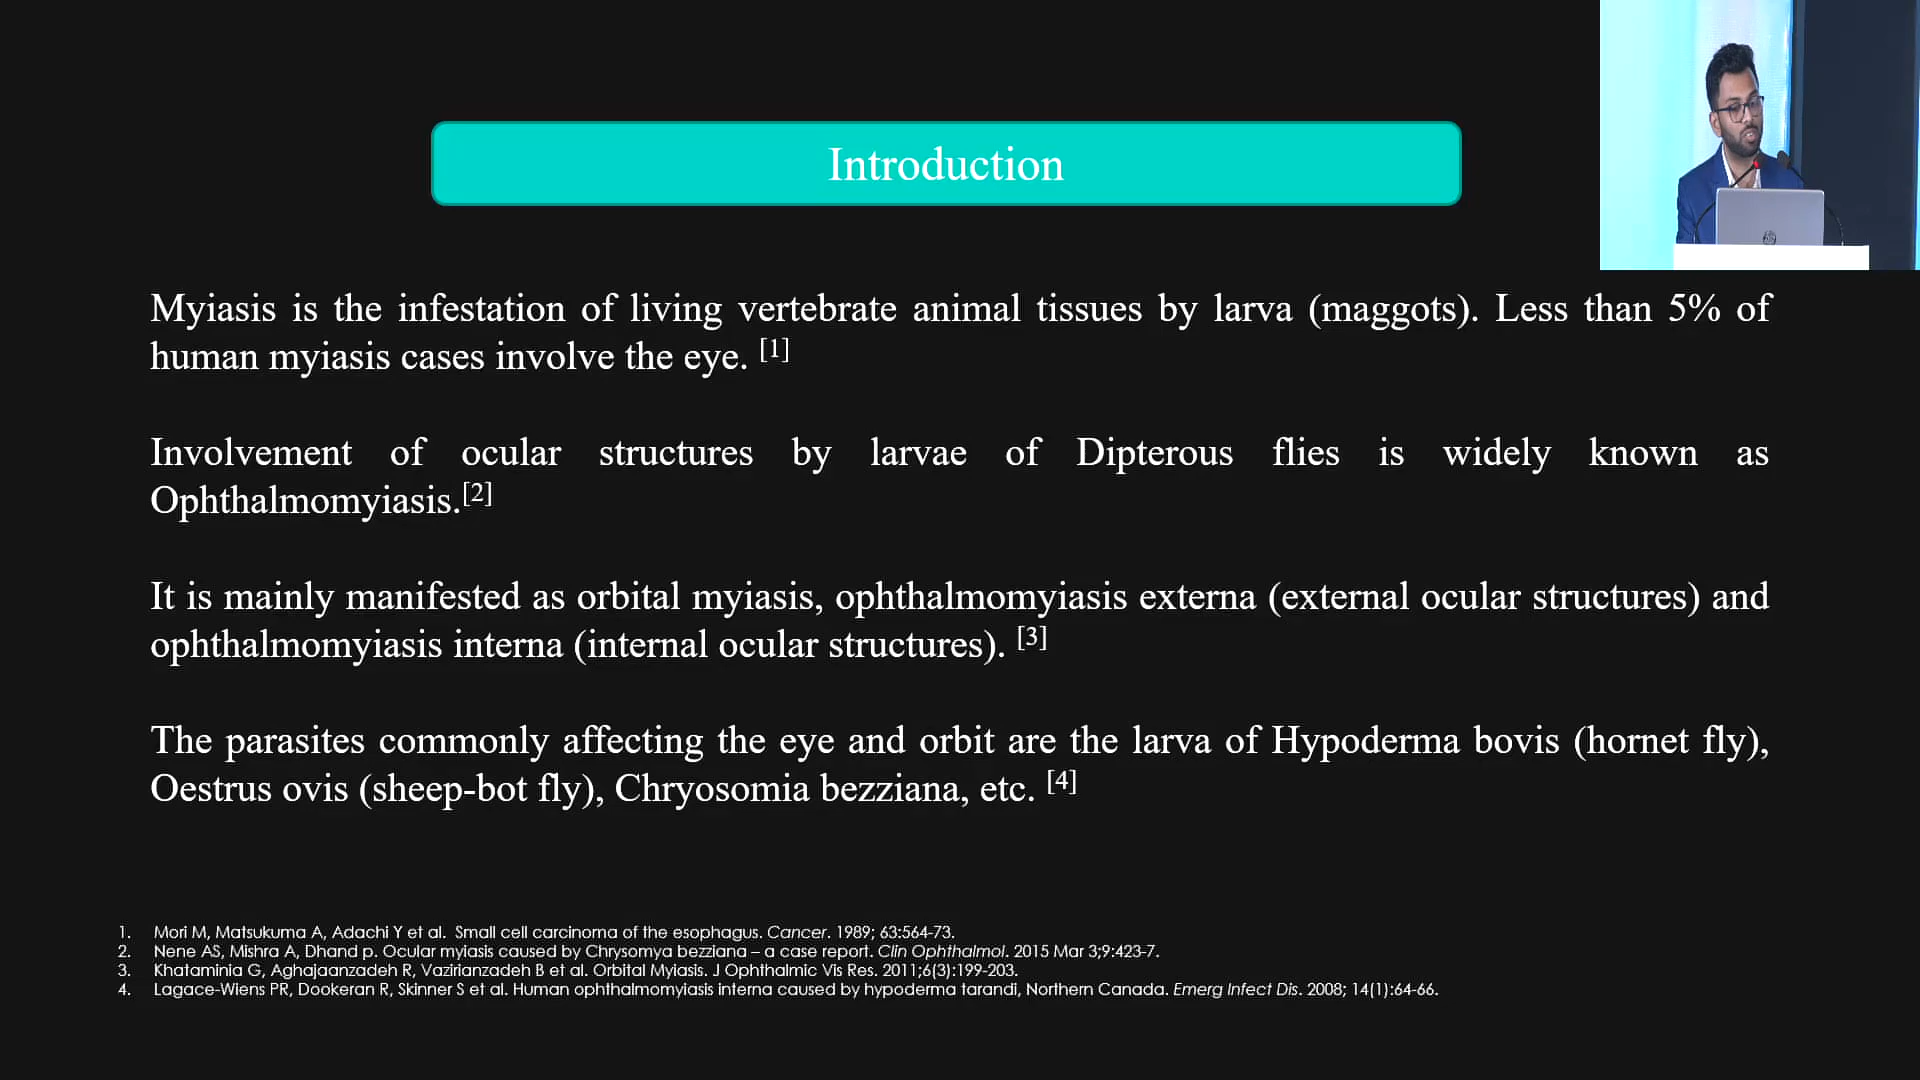 Introduction
Myiasis is the infestation of living vertebrate animal tissues by larva (maggots). Less than 5% of
human myiasis cases involve the eye. [1]
Involvement of ocular structures by larvae of Dipterous flies is widely known as
Ophthalmomyiasis.[2]
It is mainly manifested as orbital myiasis, ophthalmomyiasis externa (external ocular structures) and
ophthalmomyiasis interna (internal ocular structures). [3]
The parasites commonly affecting the eye and orbit are the larva of Hypoderma bovis (hornet fly),
Oestrus ovis (sheep-bot fly), Chryosomia bezziana, etc. [4]
1. Mori M, Matsukuma A, Adachi Y et al. Small cell carcinoma of the esophagus. Cancer. 1989; 63:564-73.
2. Nene AS, Mishra A, Dhand p. Ocular myiasis caused by Chrysomya bezziana – a case report. Clin Ophthalmol. 2015 Mar 3;9:423-7.
3. Khataminia G, Aghajaanzadeh R, Vazirianzadeh B et al. Orbital Myiasis. J Ophthalmic Vis Res. 2011;6(3):199-203.
4. Lagace-Wiens PR, Dookeran R, Skinner S et al. Human ophthalmomyiasis interna caused by hypoderma tarandi, Northern Canada. Emerg Infect Dis. 2008; 14(1):64-66.